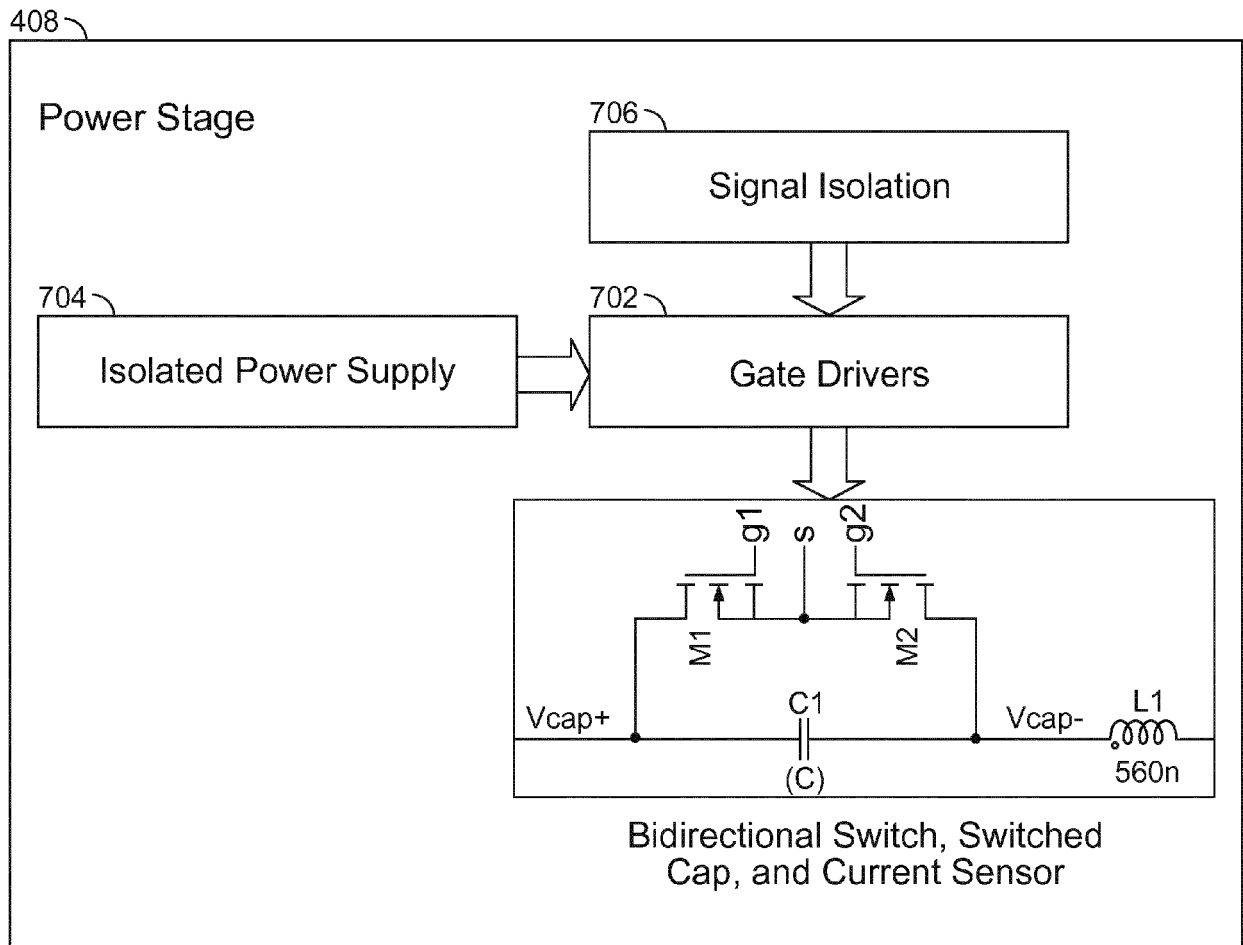 408
Power Stage
706
Signal Isolation
704
Isolated Power Supply
702
Gate Drivers
g1
s
g2
M1
M2
Vcap+
C1
(C)
Vcap-
L1
560n
Bidirectional Switch, Switched
Cap, and Current Sensor